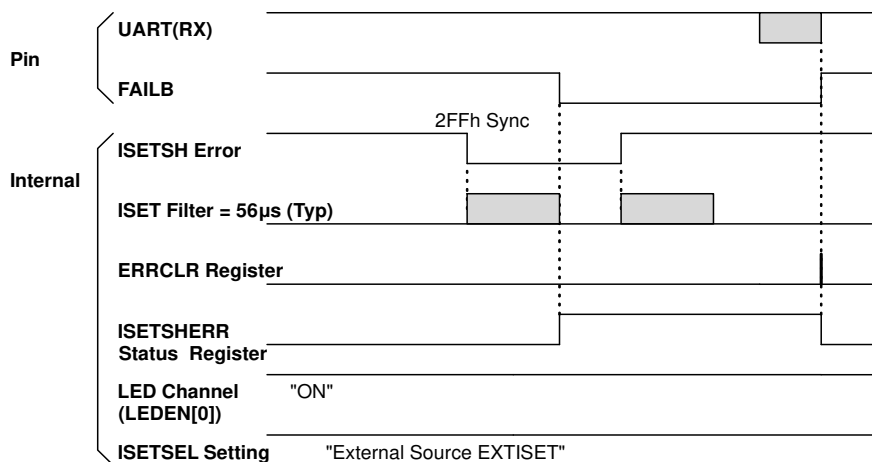 UART(RX)
Pin
FAILB
2FFh Sync
ISETSH Error
Internal
ISET Filter = 56µs (Typ)
ERRCLR Register
ISETSHERR
Status Register
LED Channel "ON"
(LEDEN[0])
ISETSEL Setting "External Source EXTISET"